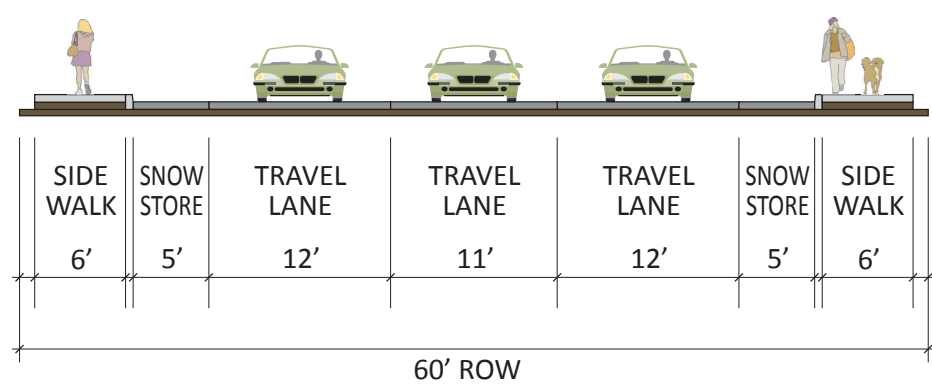 SIDE WALK
6’
SNOW STORE
5’
TRAVEL LANE
12’
TRAVEL LANE
11’
TRAVEL LANE
12’
SNOW STORE
5’
SIDE WALK
6’
60’ ROW